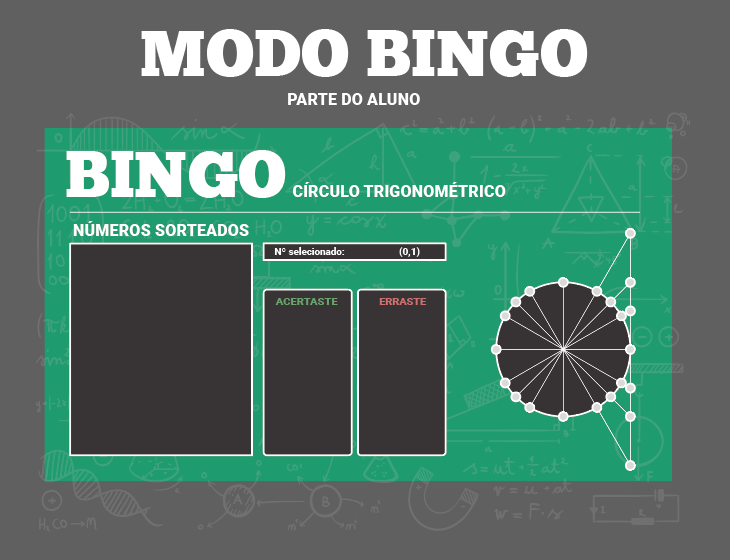 MODO BINGO
PARTE DO ALUNO
BINGO CÍRCULO TRIGONOMÉTRICO
NÚMEROS SORTEADOS
Nº selecionado: (0,1)
ACERTASTE ERRASTE